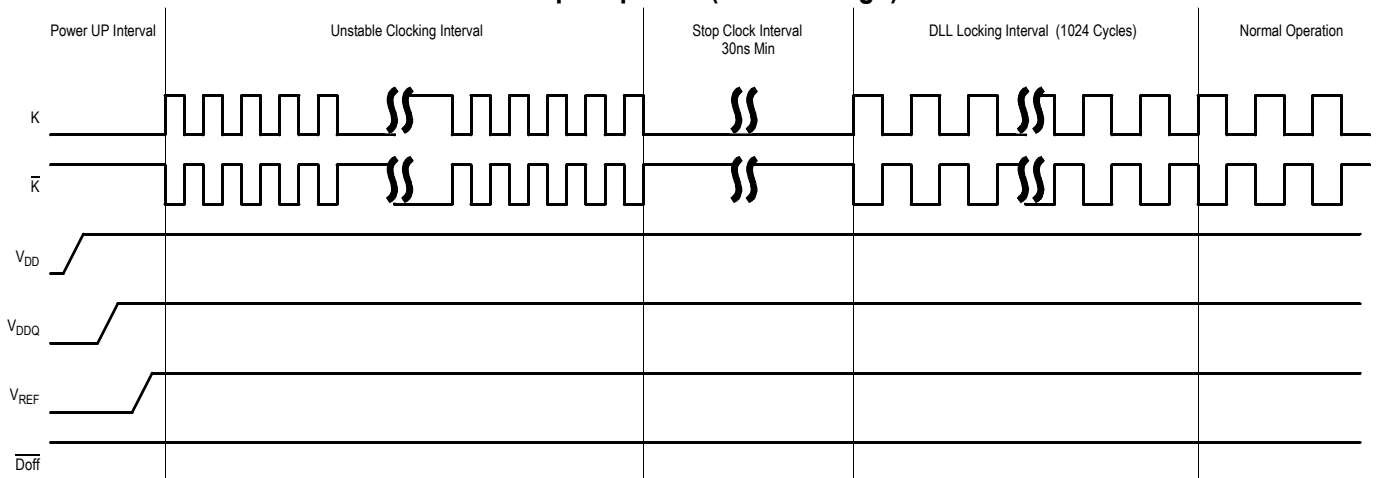 Power UP Interval
Unstable Clocking Interval
Stop Clock Interval
30ns Min
DLL Locking Interval (1024 Cycles)
Normal Operation
K
K̅
VDD
VDDQ
VREF
D̅o̅f̅f̅